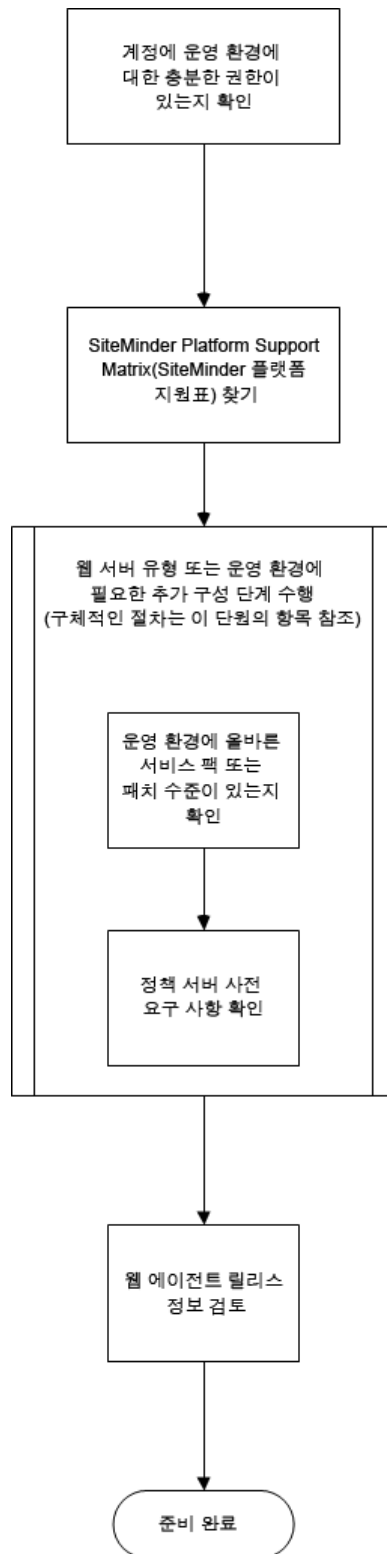 계정에 운영 환경에
대한 충분한 권한이
있는지 확인
SiteMinder Platform Support
Matrix(SiteMinder 플랫폼
지원표) 찾기
웹 서버 유형 또는 운영 환경에
필요한 추가 구성 단계 수행
(구체적인 절차는 이 단원의 항목 참조)
운영 환경에 올바른
서비스 팩 또는
패치 수준이 있는지
확인
정책 서버 사전
요구 사항 확인
웹 에이전트 릴리스
정보 검토
준비 완료